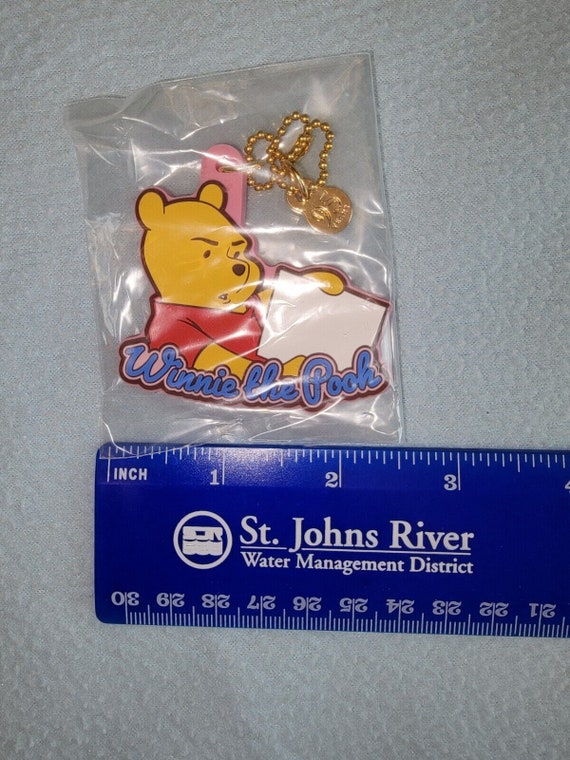 Winnie the Pooh
INCH 1 2 3 4
St. Johns River
Water Management District
30 29 28 27 26 25 24 23 22 21